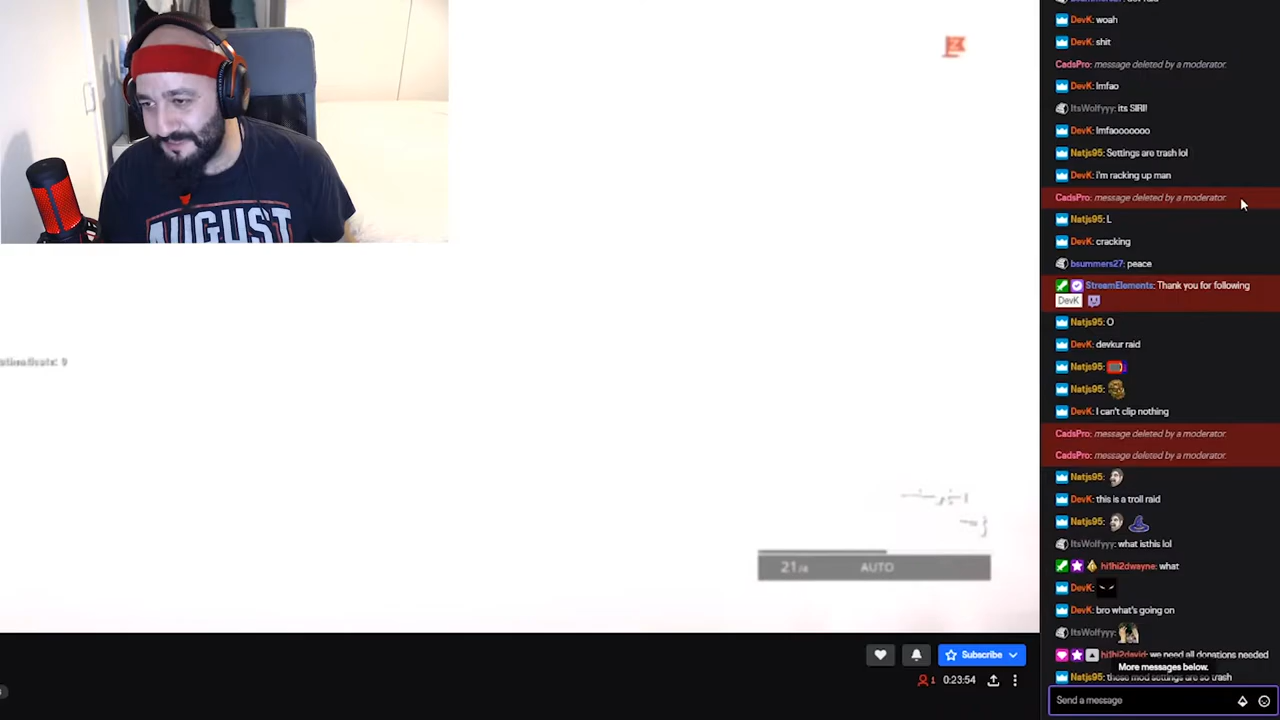 DevK: woah
DevK: shit
CadsPro: message deleted by a moderator.
DevK: lmfao
ItsWolfyyy: its SIRI!
DevK: lmfaooooooo
Natjs95: Settings are trash lol
DevK: i'm racking up man
CadsPro: message deleted by a moderator.
Natjs95: L
DevK: cracking
bsummers27: peace
StreamElements: Thank you for following
DevK
Natjs95: O
DevK: devkur raid
Natjs95:
Natjs95:
DevK: I can't clip nothing
CadsPro: message deleted by a moderator.
CadsPro: message deleted by a moderator.
Natjs95:
DevK: this is a troll raid
Natjs95:
ItsWolfyyy: what isthis lol
hi1hi2dwayne: what
DevK:
DevK: bro what's going on
ItsWolfyyy:
hi1hi2david: we need all donations needed
More messages below.
Natjs95: those mod settings are so trash
Send a message
AUGUST
21
AUTO
Subscribe
1
0:23:54